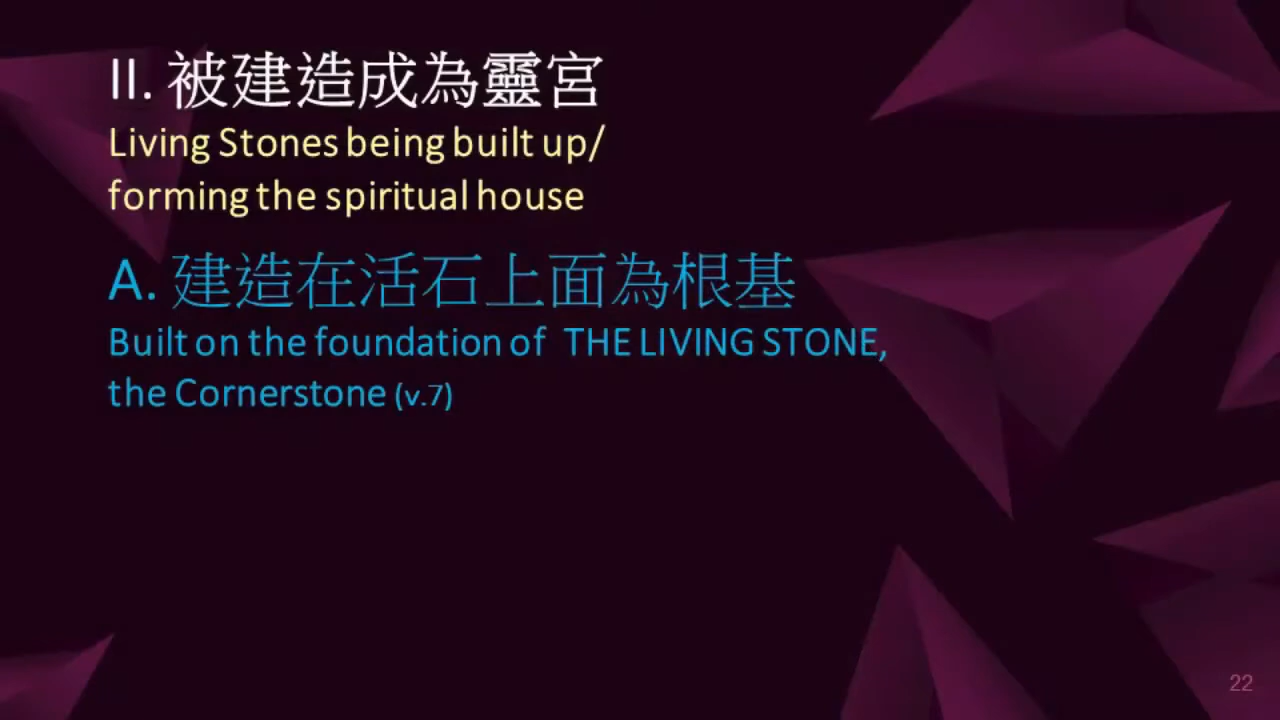 II. 被建造成為靈宮
Living Stones being built up/
forming the spiritual house
A. 建造在活石上面為根基
Built on the foundation of THE LIVING STONE,
the Cornerstone (v.7)
22